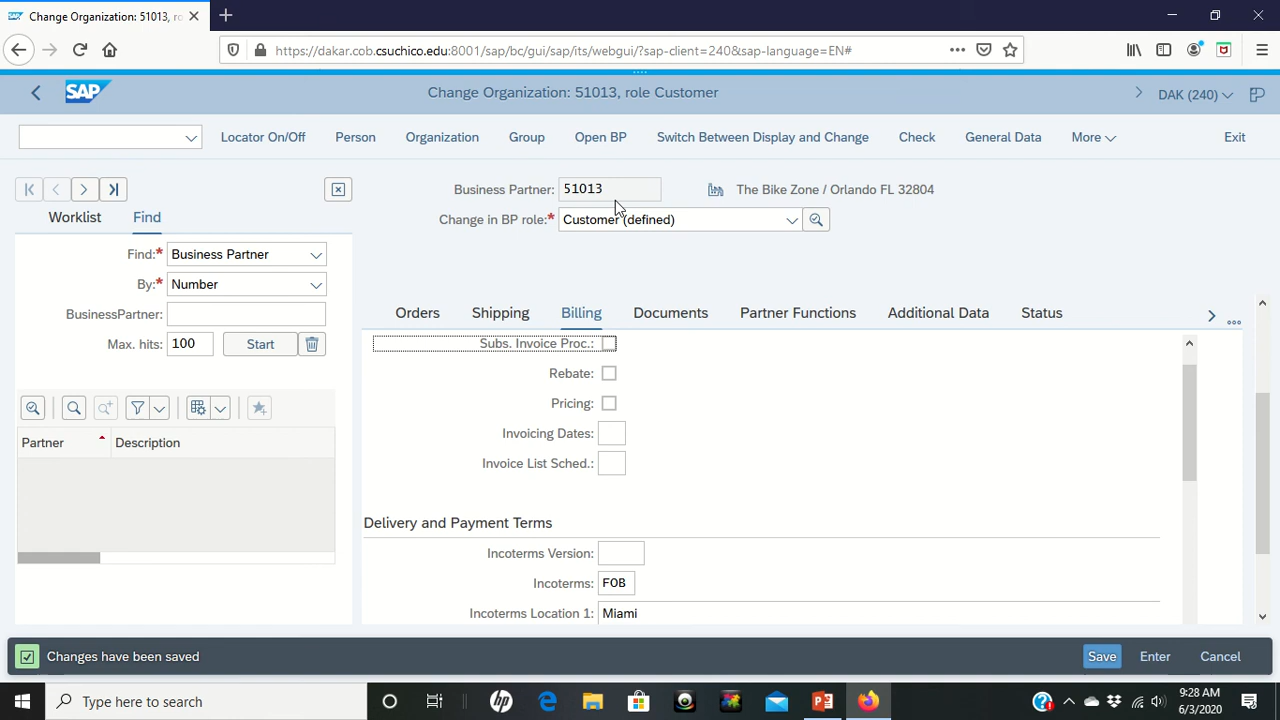 Change Organization: 51013, ro
https://dakar.cob.csuchico.edu:8001/sap/bc/gui/sap/its/webgui/?sap-client=240&sap-language=EN#
SAP Change Organization: 51013, role Customer DAK (240)
Locator On/Off Person Organization Group Open BP Switch Between Display and Change Check General Data More Exit
Business Partner: 51013 The Bike Zone / Orlando FL 32804
Worklist Find Change in BP role:* Customer (defined)
Find:* Business Partner
By:* Number
BusinessPartner: Orders Shipping Billing Documents Partner Functions Additional Data Status
Max. hits: 100 Start Subs. Invoice Proc.:
Rebate:
Pricing:
Partner Description Invoicing Dates:
Invoice List Sched.:
Delivery and Payment Terms
Incoterms Version:
Incoterms: FOB
Incoterms Location 1: Miami
Changes have been saved Save Enter Cancel
Type here to search 9:28 AM
6/3/2020